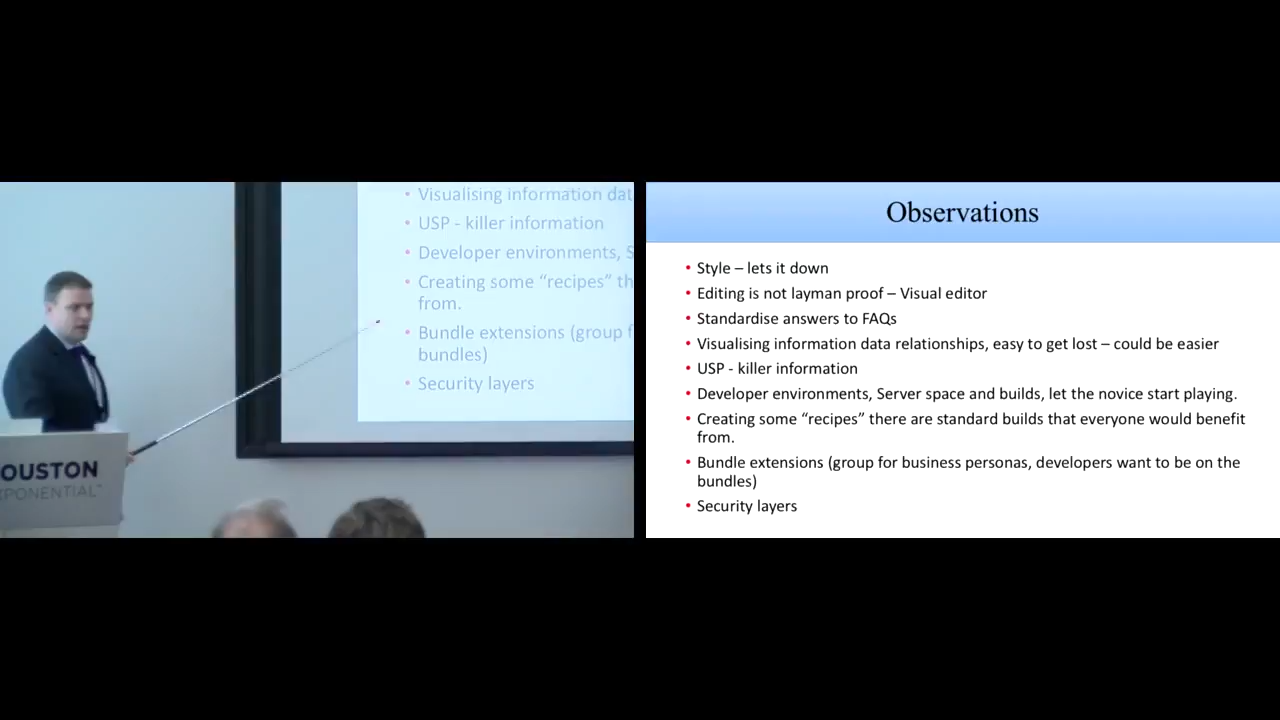 • Visualising information dat
• USP - killer information
• Developer environments, S
• Creating some “recipes” th
from.
• Bundle extensions (group f
bundles)
• Security layers
OUSTON
XPONENTIAL™
Observations
• Style – lets it down
• Editing is not layman proof – Visual editor
• Standardise answers to FAQs
• Visualising information data relationships, easy to get lost – could be easier
• USP - killer information
• Developer environments, Server space and builds, let the novice start playing.
• Creating some “recipes” there are standard builds that everyone would benefit
from.
• Bundle extensions (group for business personas, developers want to be on the
bundles)
• Security layers